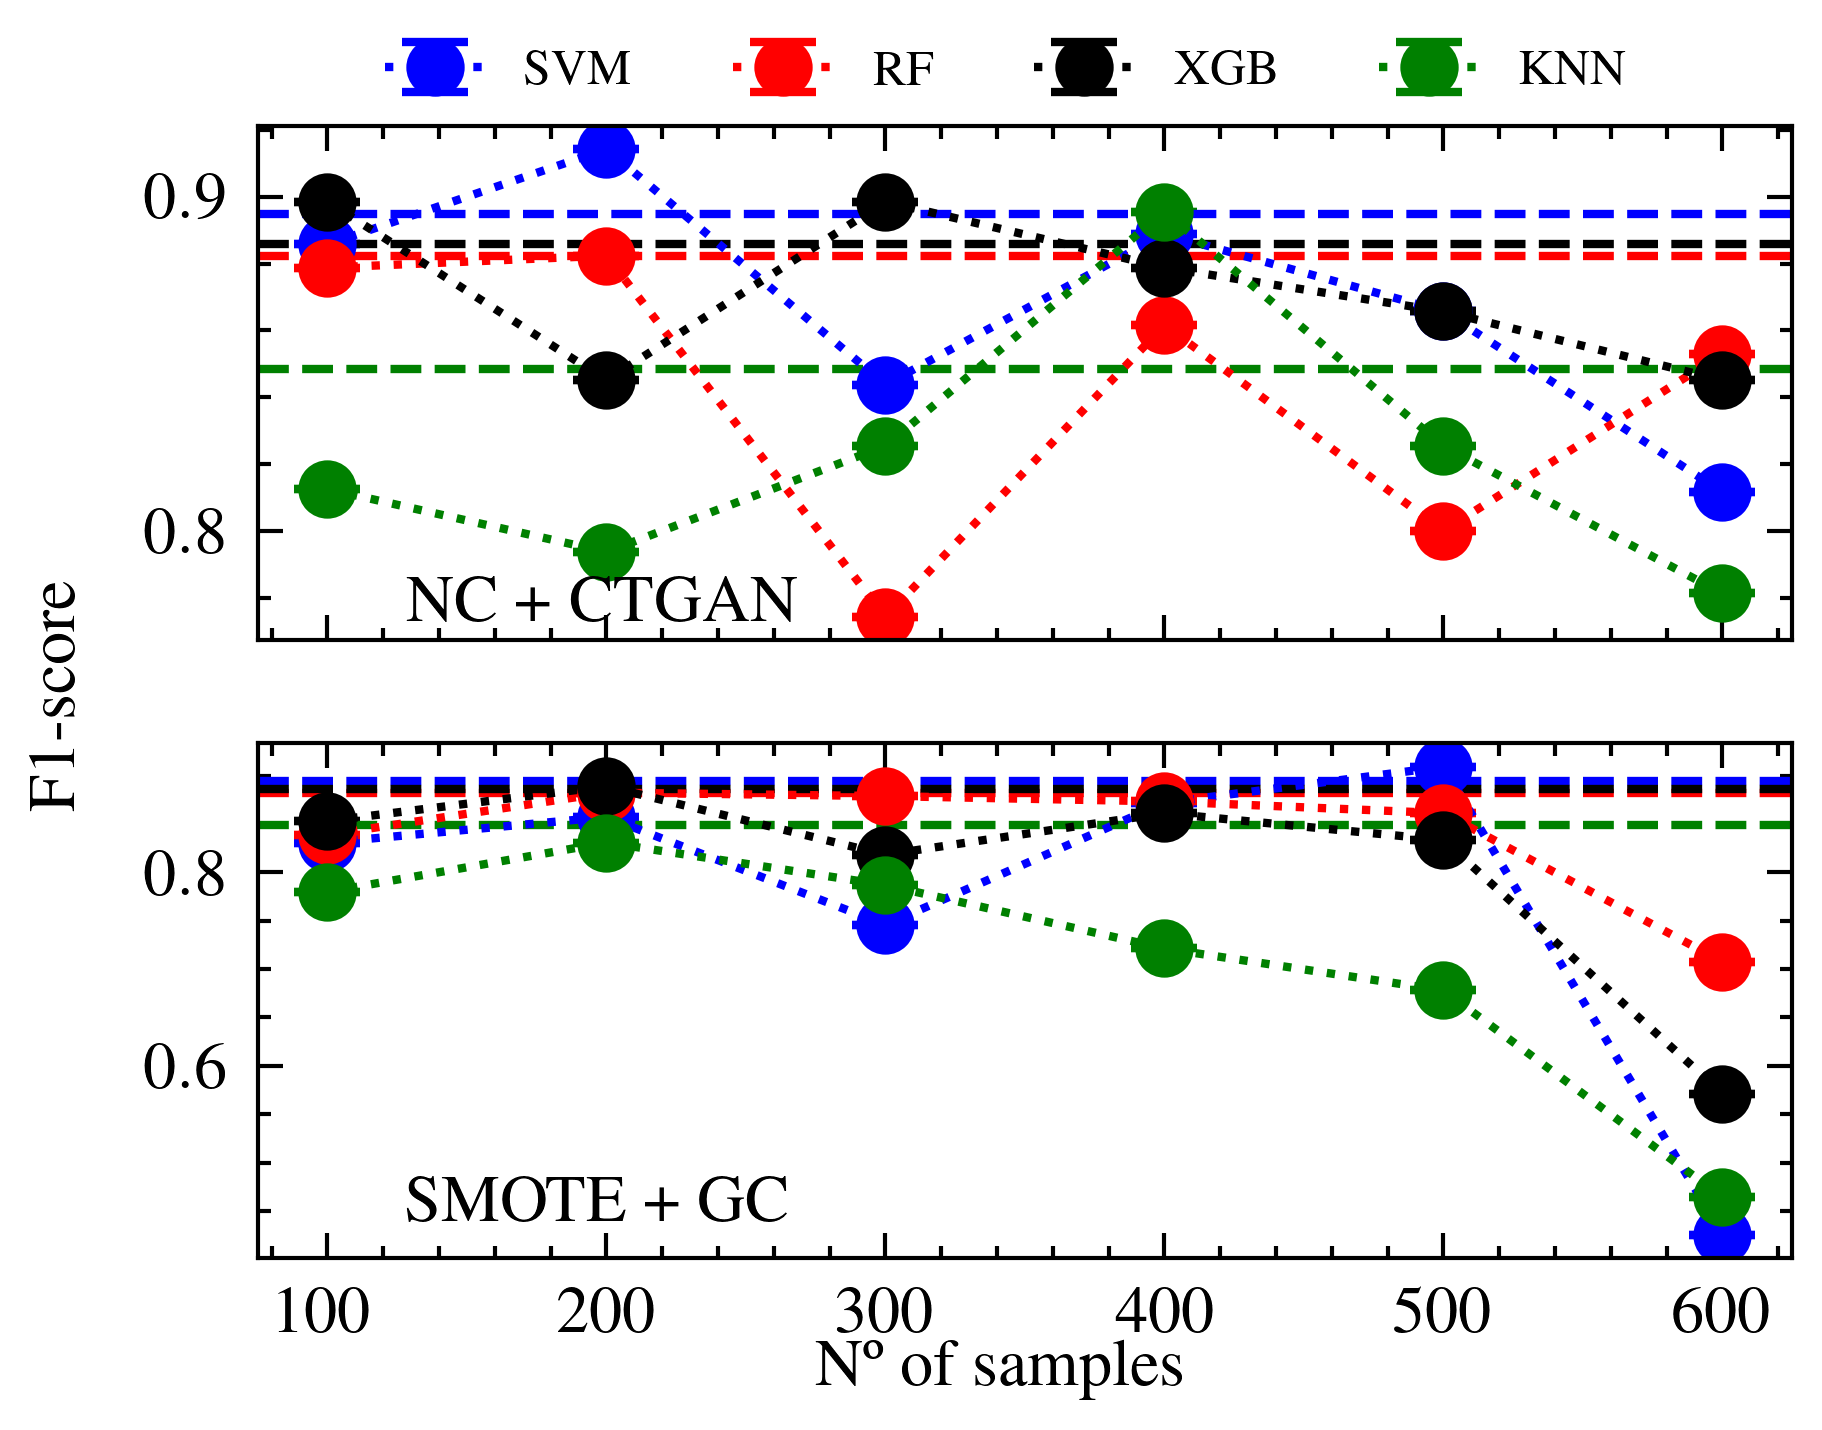 SVM RF XGB KNN
0.9
0.8
NC + CTGAN
F1-score
0.8
0.6
SMOTE + GC
100 200 300 400 500 600
Nº of samples